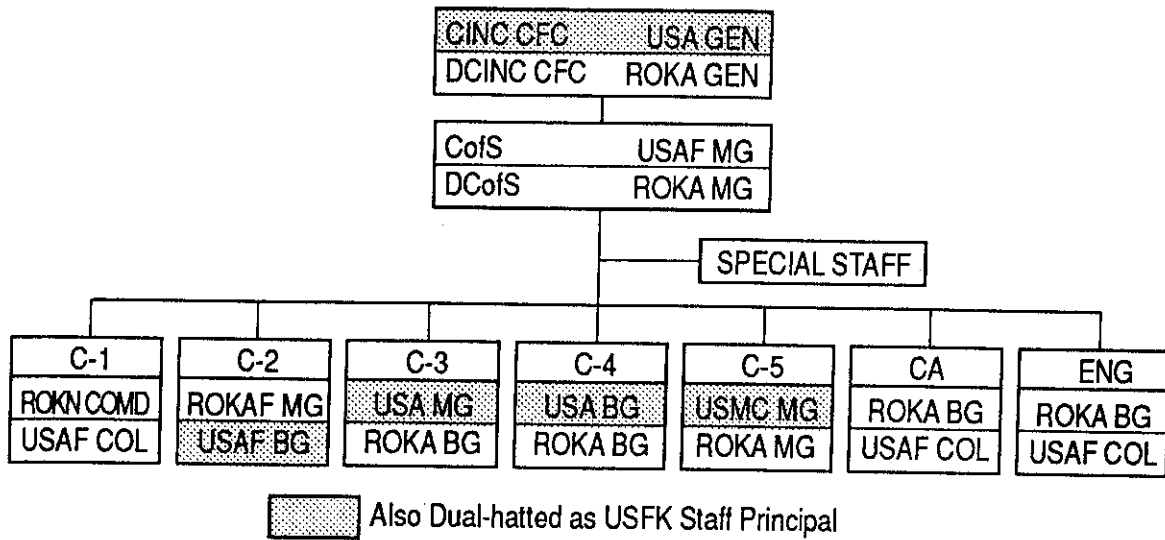 CINC CFC USA GEN
DCINC CFC ROKA GEN
CofS USAF MG
DCofS ROKA MG
SPECIAL STAFF
C-1 C-2 C-3 C-4 C-5 CA ENG
ROKN COMD ROKAF MG USA MG USA BG USMC MG ROKA BG ROKA BG
USAF COL USAF BG ROKA BG ROKA BG ROKA MG USAF COL USAF COL
Also Dual-hatted as USFK Staff Principal